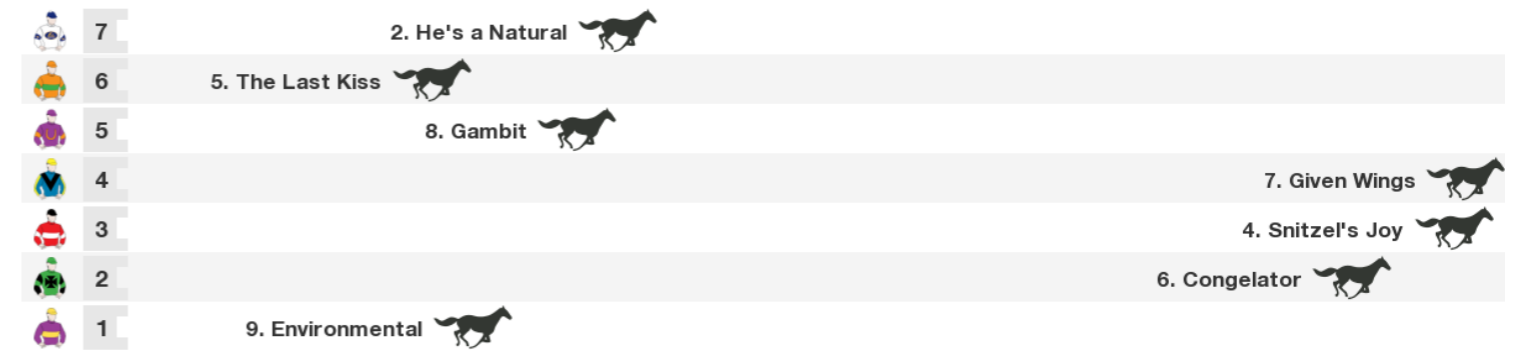 7 2. He's a Natural
6 5. The Last Kiss
5 8. Gambit
4 7. Given Wings
3 4. Snitzel's Joy
2 6. Congelator
1 9. Environmental